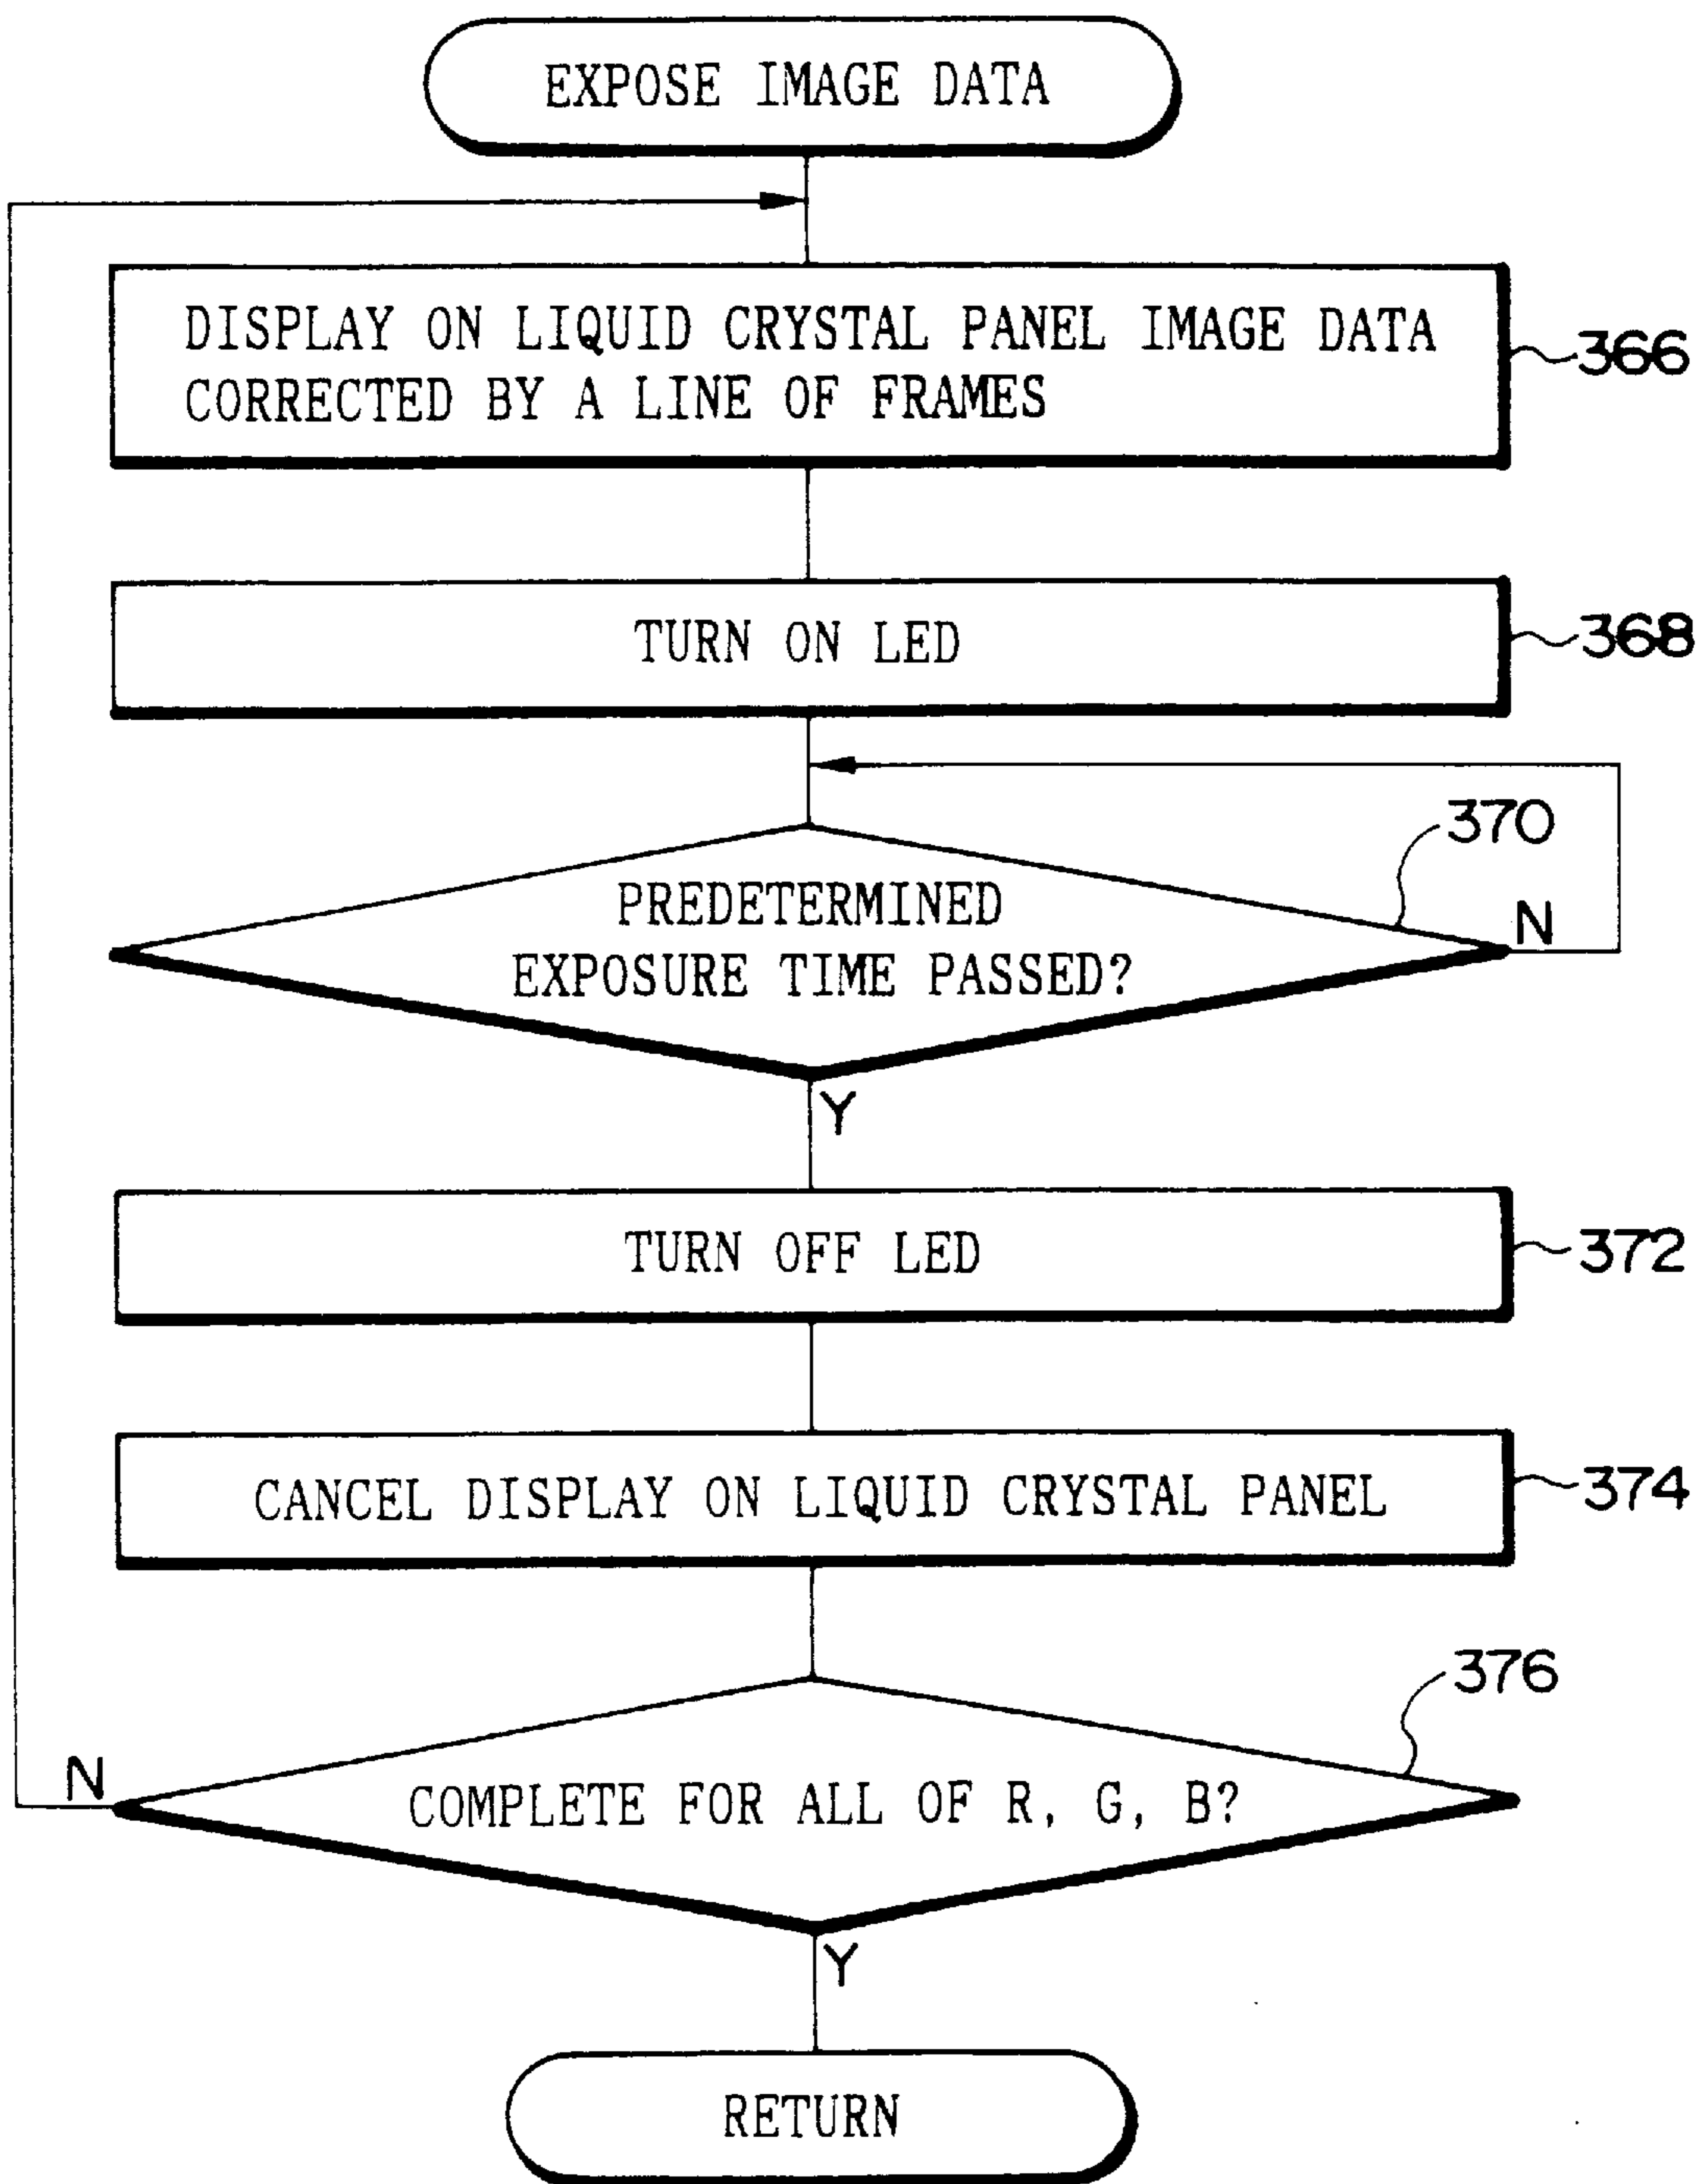 EXPOSE IMAGE DATA
DISPLAY ON LIQUID CRYSTAL PANEL IMAGE DATA
CORRECTED BY A LINE OF FRAMES
366
TURN ON LED
368
370
PREDETERMINED
EXPOSURE TIME PASSED?
N
Y
TURN OFF LED
372
CANCEL DISPLAY ON LIQUID CRYSTAL PANEL
374
376
N
COMPLETE FOR ALL OF R, G, B?
Y
RETURN